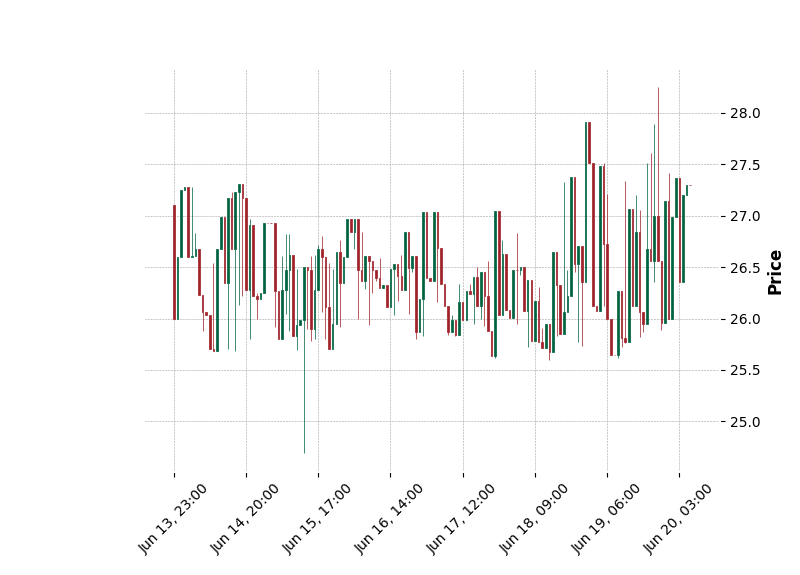 28.0
27.5
27.0
26.5
26.0
25.5
25.0
Price
Jun 13, 23:00
Jun 14, 20:00
Jun 15, 17:00
Jun 16, 14:00
Jun 17, 12:00
Jun 18, 09:00
Jun 19, 06:00
Jun 20, 03:00